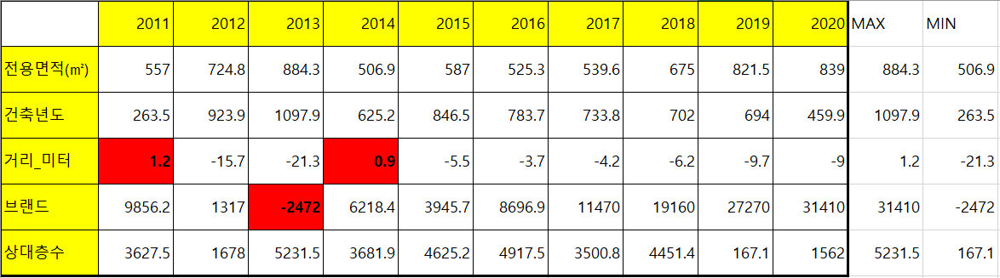 2011 2012 2013 2014 2015 2016 2017 2018 2019 2020 MAX MIN
전용면적(㎡) 557 724.8 884.3 506.9 587 525.3 539.6 675 821.5 839 884.3 506.9
건축년도 263.5 923.9 1097.9 625.2 846.5 783.7 733.8 702 694 459.9 1097.9 263.5
거리_미터 1.2 -15.7 -21.3 0.9 -5.5 -3.7 -4.2 -6.2 -9.7 -9 1.2 -21.3
브랜드 9856.2 1317 -2472 6218.4 3945.7 8696.9 11470 19160 27270 31410 31410 -2472
상대층수 3627.5 1678 5231.5 3681.9 4625.2 4917.5 3500.8 4451.4 167.1 1562 5231.5 167.1